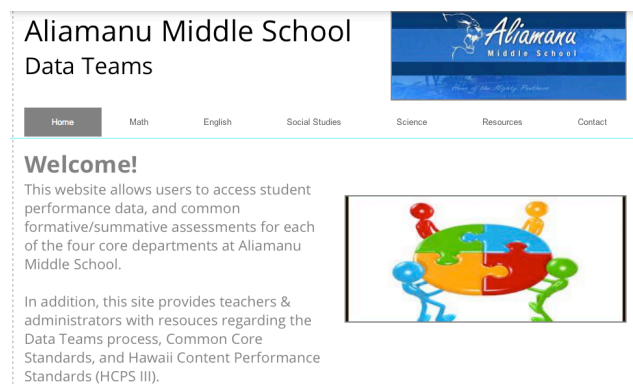 Aliamanu Middle School
Data Teams
Aliamanu
Middle School
Home of the Mighty Panthers
Home Math English Social Studies Science Resources Contact
Welcome!
This website allows users to access student
performance data, and common
formative/summative assessments for each
of the four core departments at Aliamanu
Middle School.
In addition, this site provides teachers &
administrators with resouces regarding the
Data Teams process, Common Core
Standards, and Hawaii Content Performance
Standards (HCPS III).